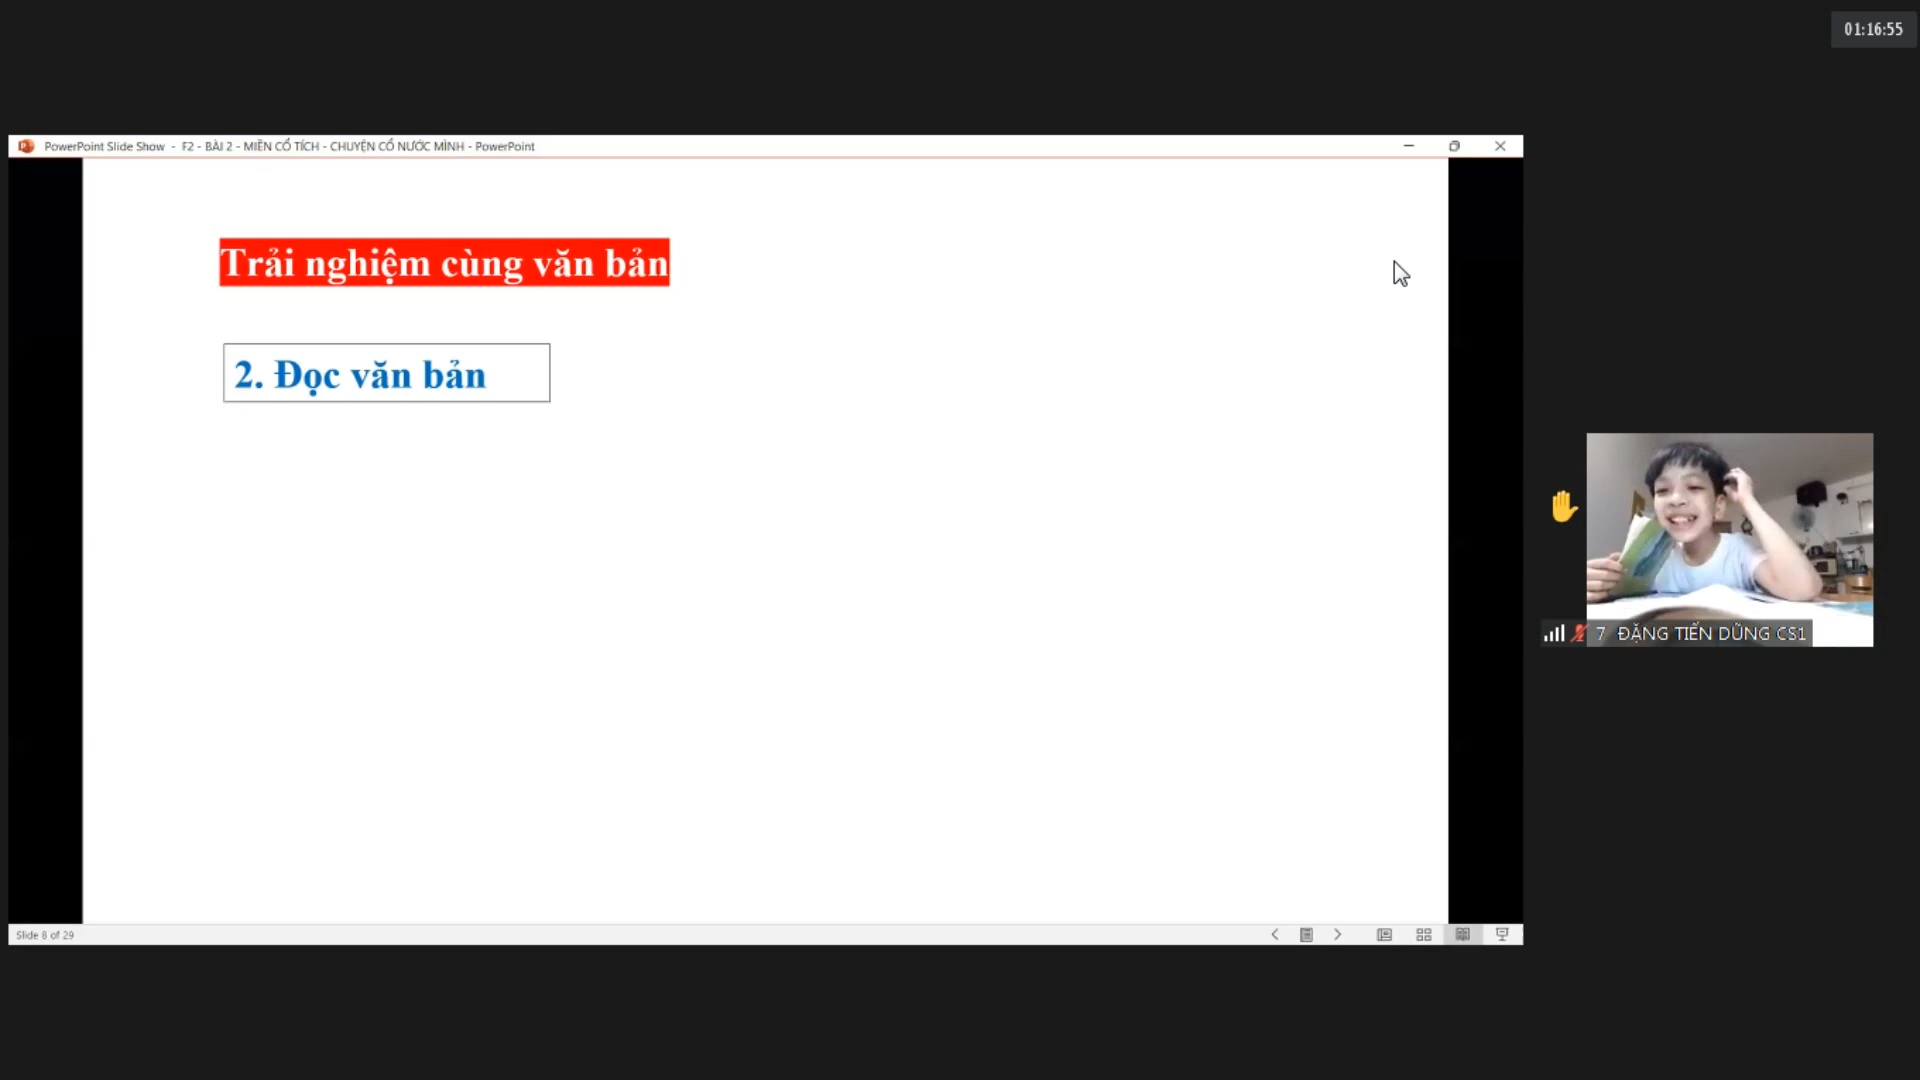 01:16:55
PowerPoint Slide Show - F2 - BÀI 2 - MIỀN CỔ TÍCH - CHUYỆN CỔ NƯỚC MÌNH - PowerPoint
Trải nghiệm cùng văn bản
2. Đọc văn bản
7 ĐẶNG TIẾN DŨNG CS1
Slide 8 of 29